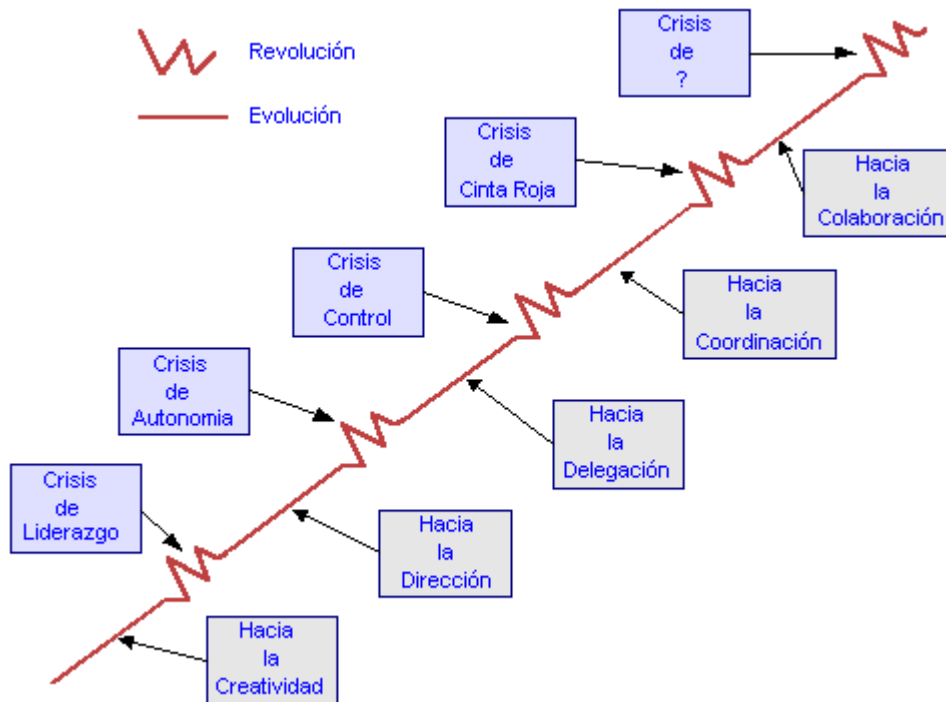 Revolución
Evolución
Crisis
de
?
Crisis
de
Cinta Roja
Hacia
la
Colaboración
Crisis
de
Control
Hacia
la
Coordinación
Crisis
de
Autonomia
Hacia
la
Delegación
Crisis
de
Liderazgo
Hacia
la
Dirección
Hacia
la
Creatividad